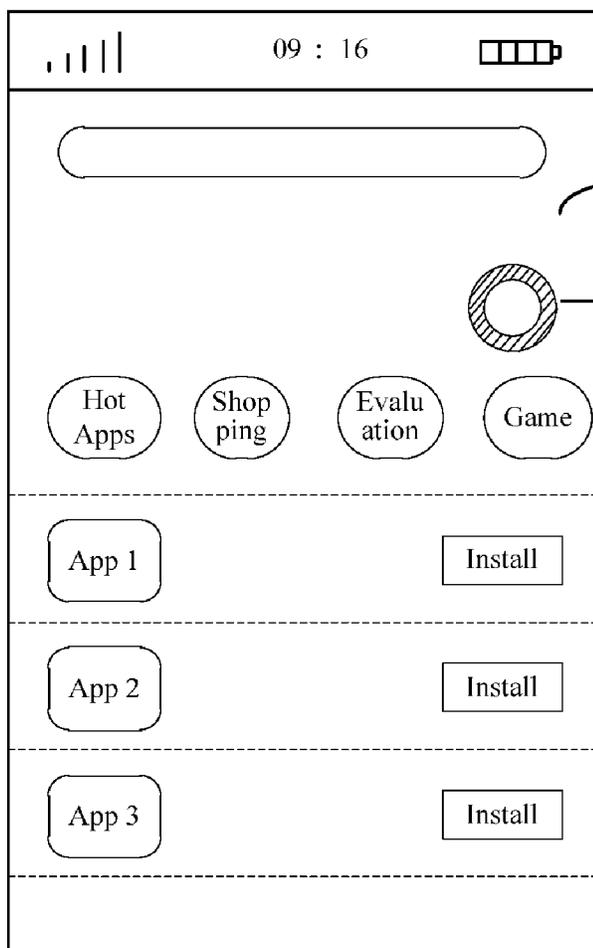 09 : 16
Hot
Apps
Shop
ping
Evalu
ation
Game
App 1
Install
App 2
Install
App 3
Install